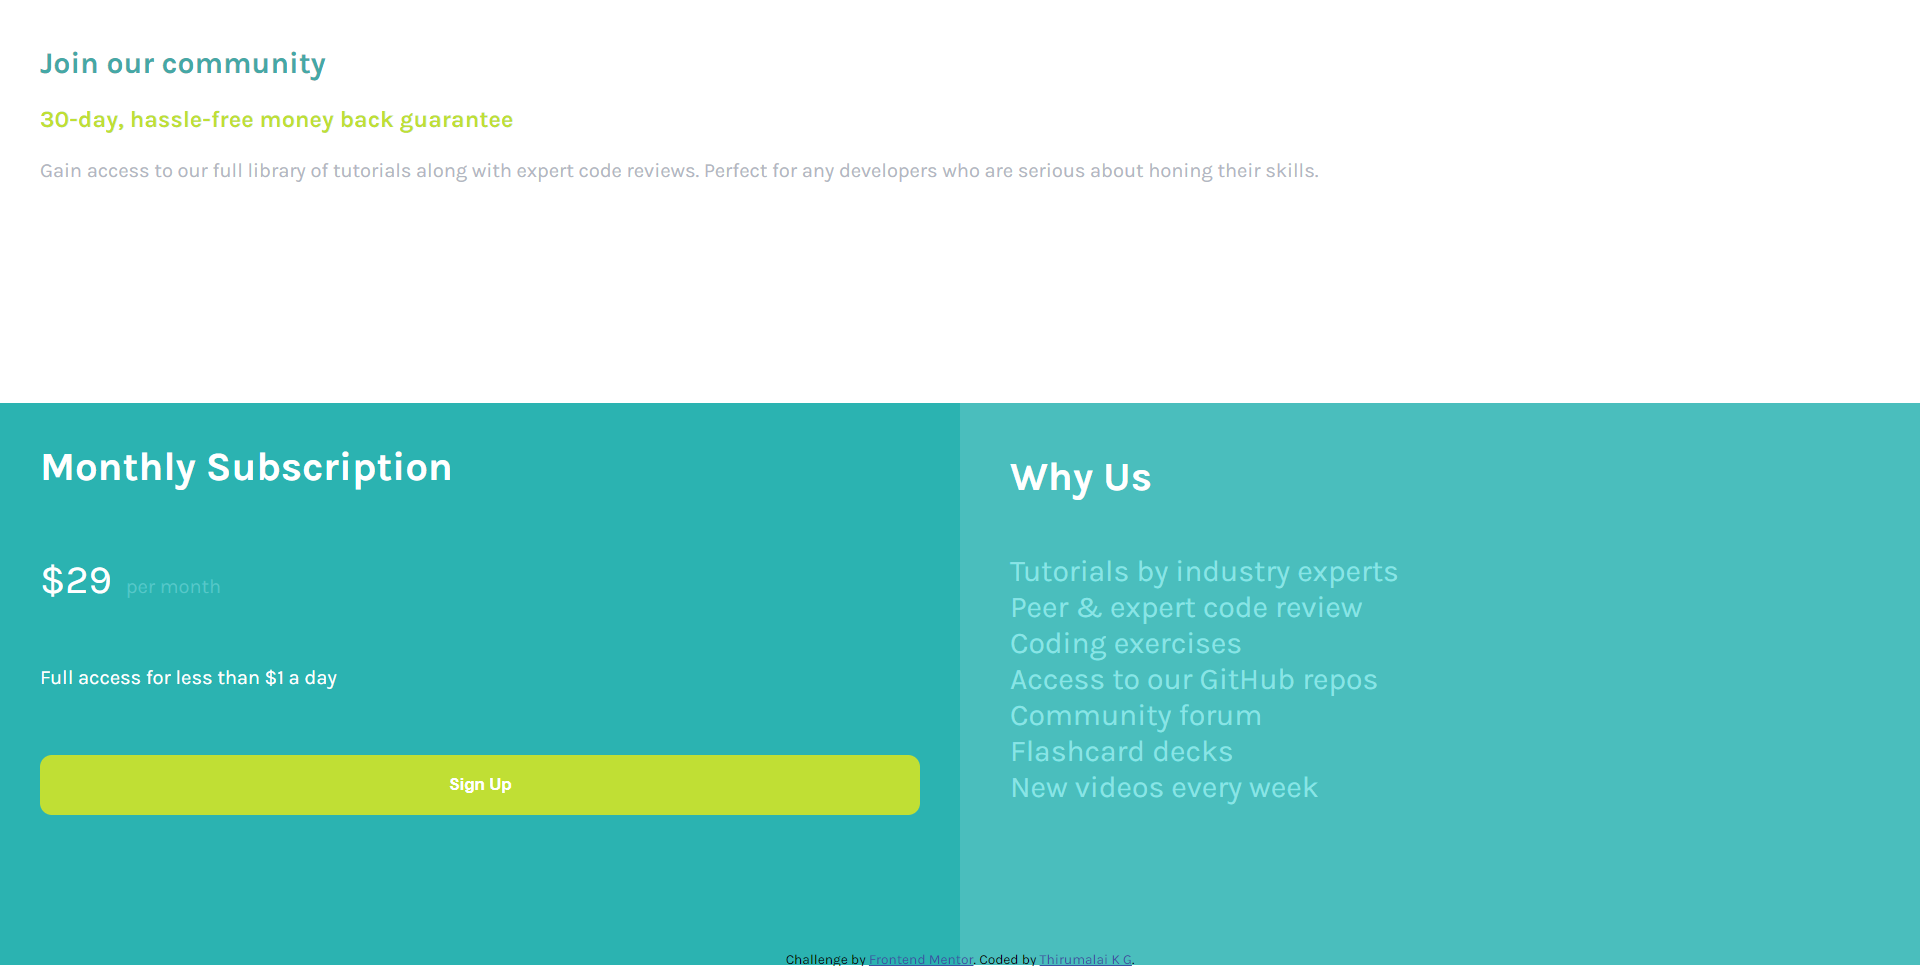 Join our community
30-day, hassle-free money back guarantee
Gain access to our full library of tutorials along with expert code reviews. Perfect for any developers who are serious about honing their skills.
Monthly Subscription
$29 per month
Full access for less than $1 a day
Sign Up
Why Us
Tutorials by industry experts
Peer & expert code review
Coding exercises
Access to our GitHub repos
Community forum
Flashcard decks
New videos every week
Challenge by Frontend Mentor. Coded by Thirumalai K G.